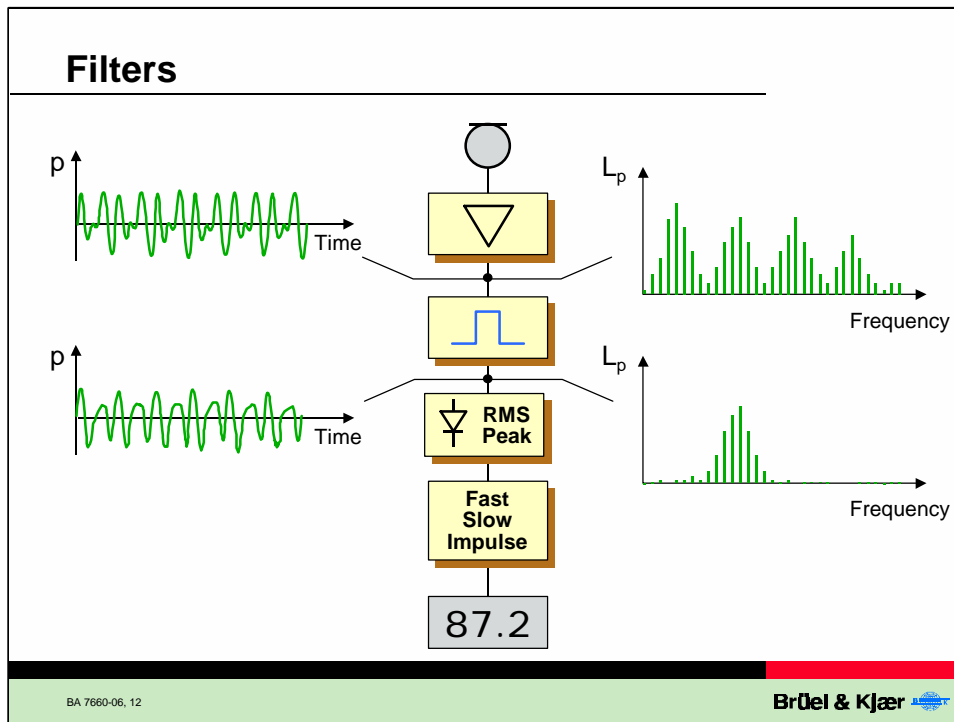 Filters
p
Time
Lp
Frequency
p
Time
Lp
Frequency
RMS
Peak
Fast
Slow
Impulse
87.2
BA 7660-06, 12
Brüel & Kjær